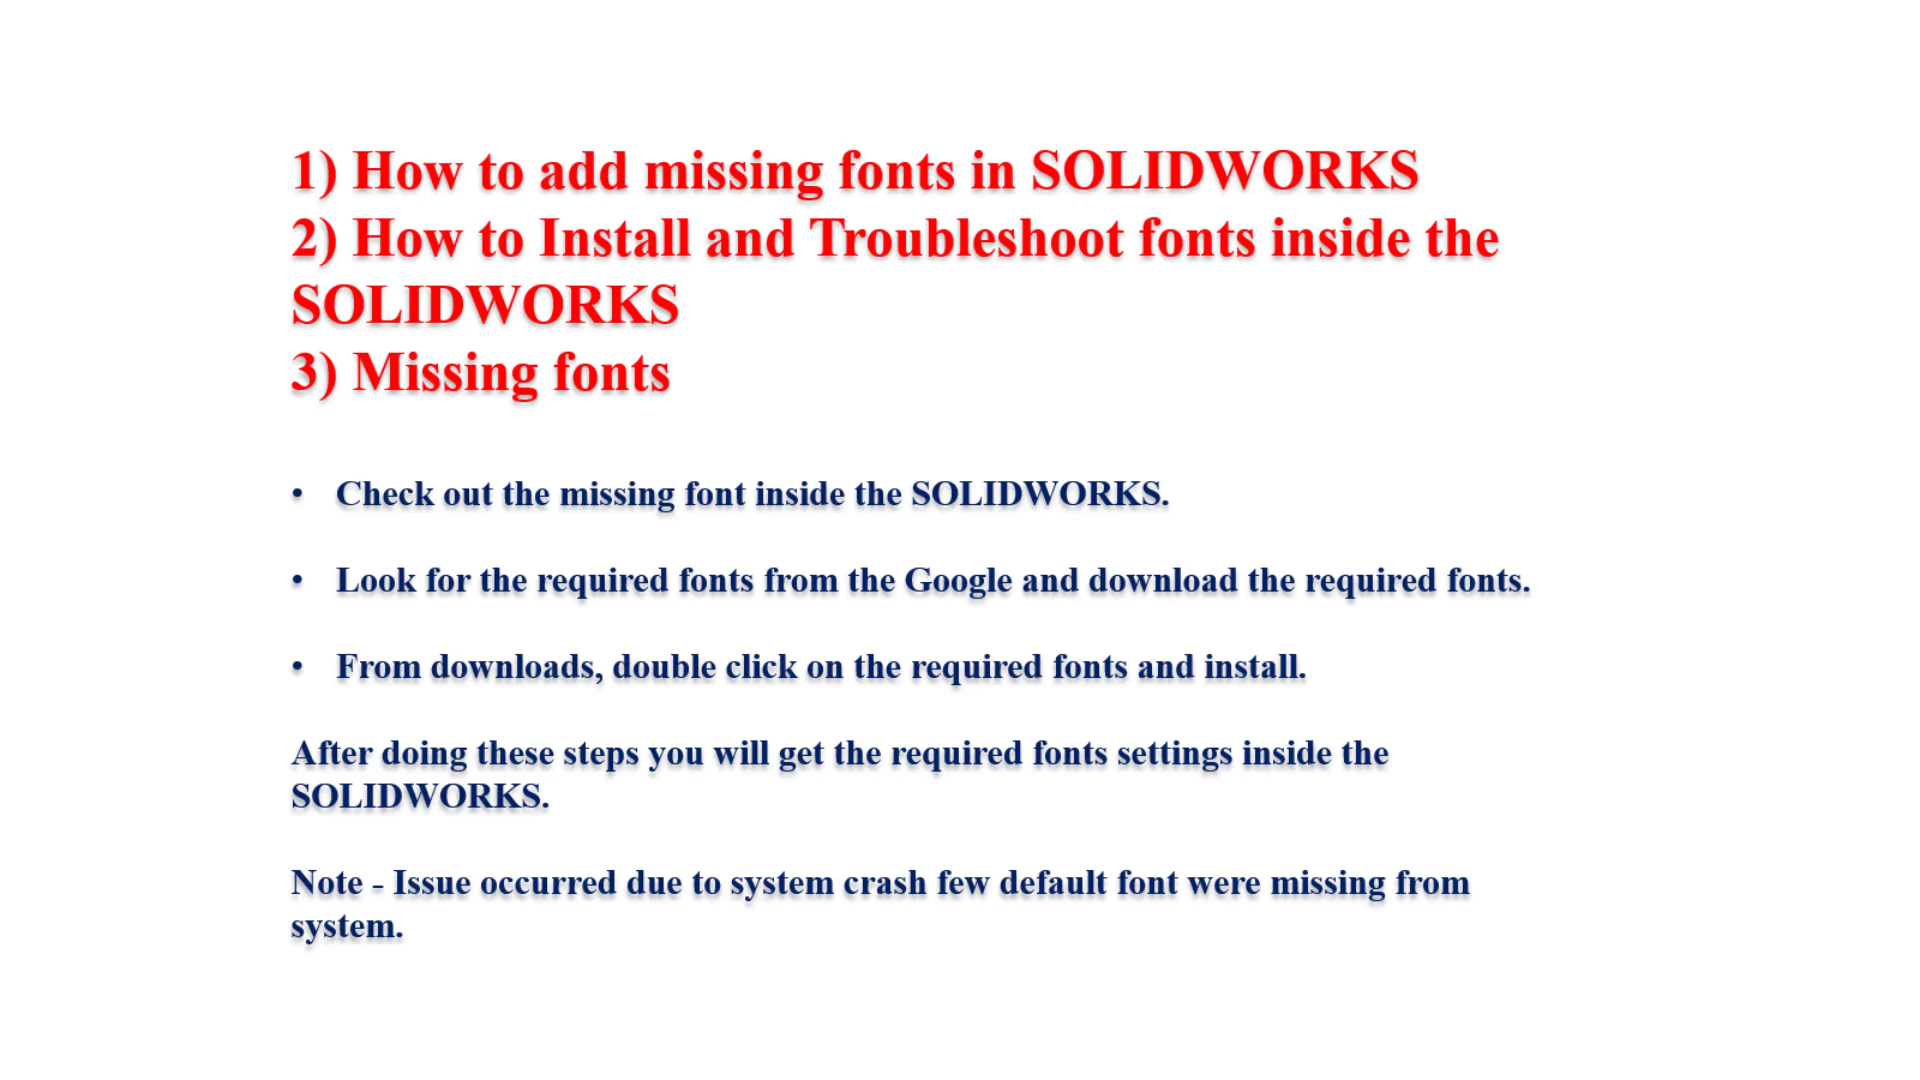 1) How to add missing fonts in SOLIDWORKS
2) How to Install and Troubleshoot fonts inside the
SOLIDWORKS
3) Missing fonts
• Check out the missing font inside the SOLIDWORKS.
• Look for the required fonts from the Google and download the required fonts.
• From downloads, double click on the required fonts and install.
After doing these steps you will get the required fonts settings inside the
SOLIDWORKS.
Note - Issue occurred due to system crash few default font were missing from
system.